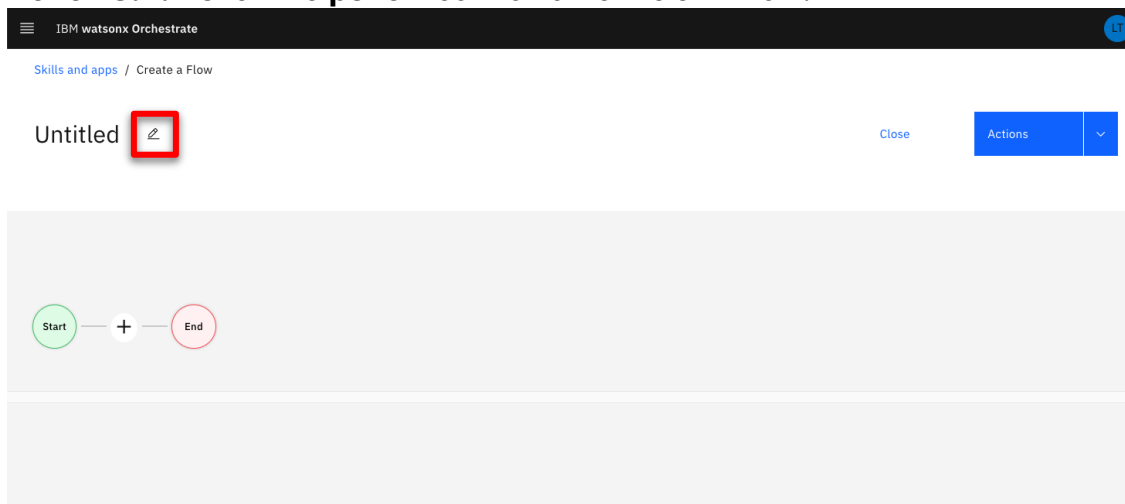 IBM watsonx Orchestrate
LT
Skills and apps / Create a Flow
Untitled
Close
Actions
Start
End